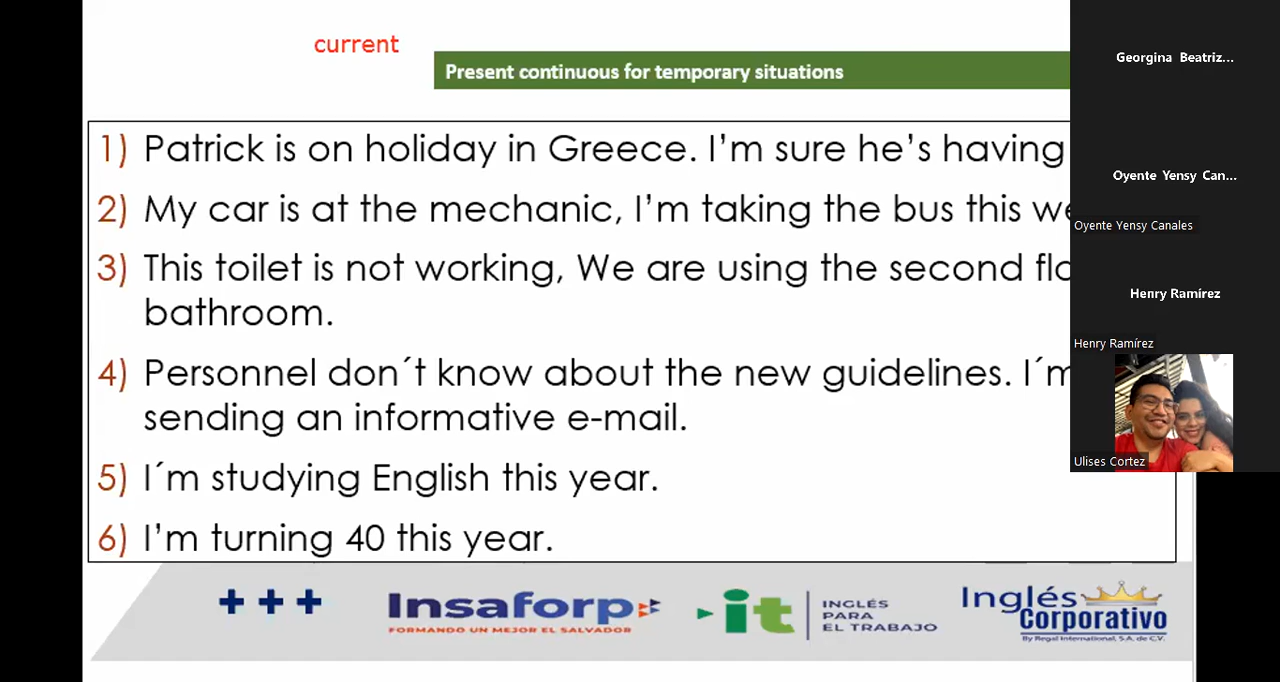 current
Present continuous for temporary situations
1) Patrick is on holiday in Greece. I'm sure he's having
2) My car is at the mechanic, I'm taking the bus this
3) This toilet is not working, We are using the second
bathroom.
4) Personnel don´t know about the new guidelines. I´m
sending an informative e-mail.
5) I´m studying English this year.
6) I'm turning 40 this year.
Georgina Beatriz...
Oyente Yensy Can...
Oyente Yensy Canales
Henry Ramírez
Henry Ramírez
Ulises Cortez
+++
Insaforp
FORMANDO UN MEJOR EL SALVADOR
it
INGLÉS
PARA
EL TRABAJO
Inglés
Corporativo
By Regal International, S.A. de C.V.